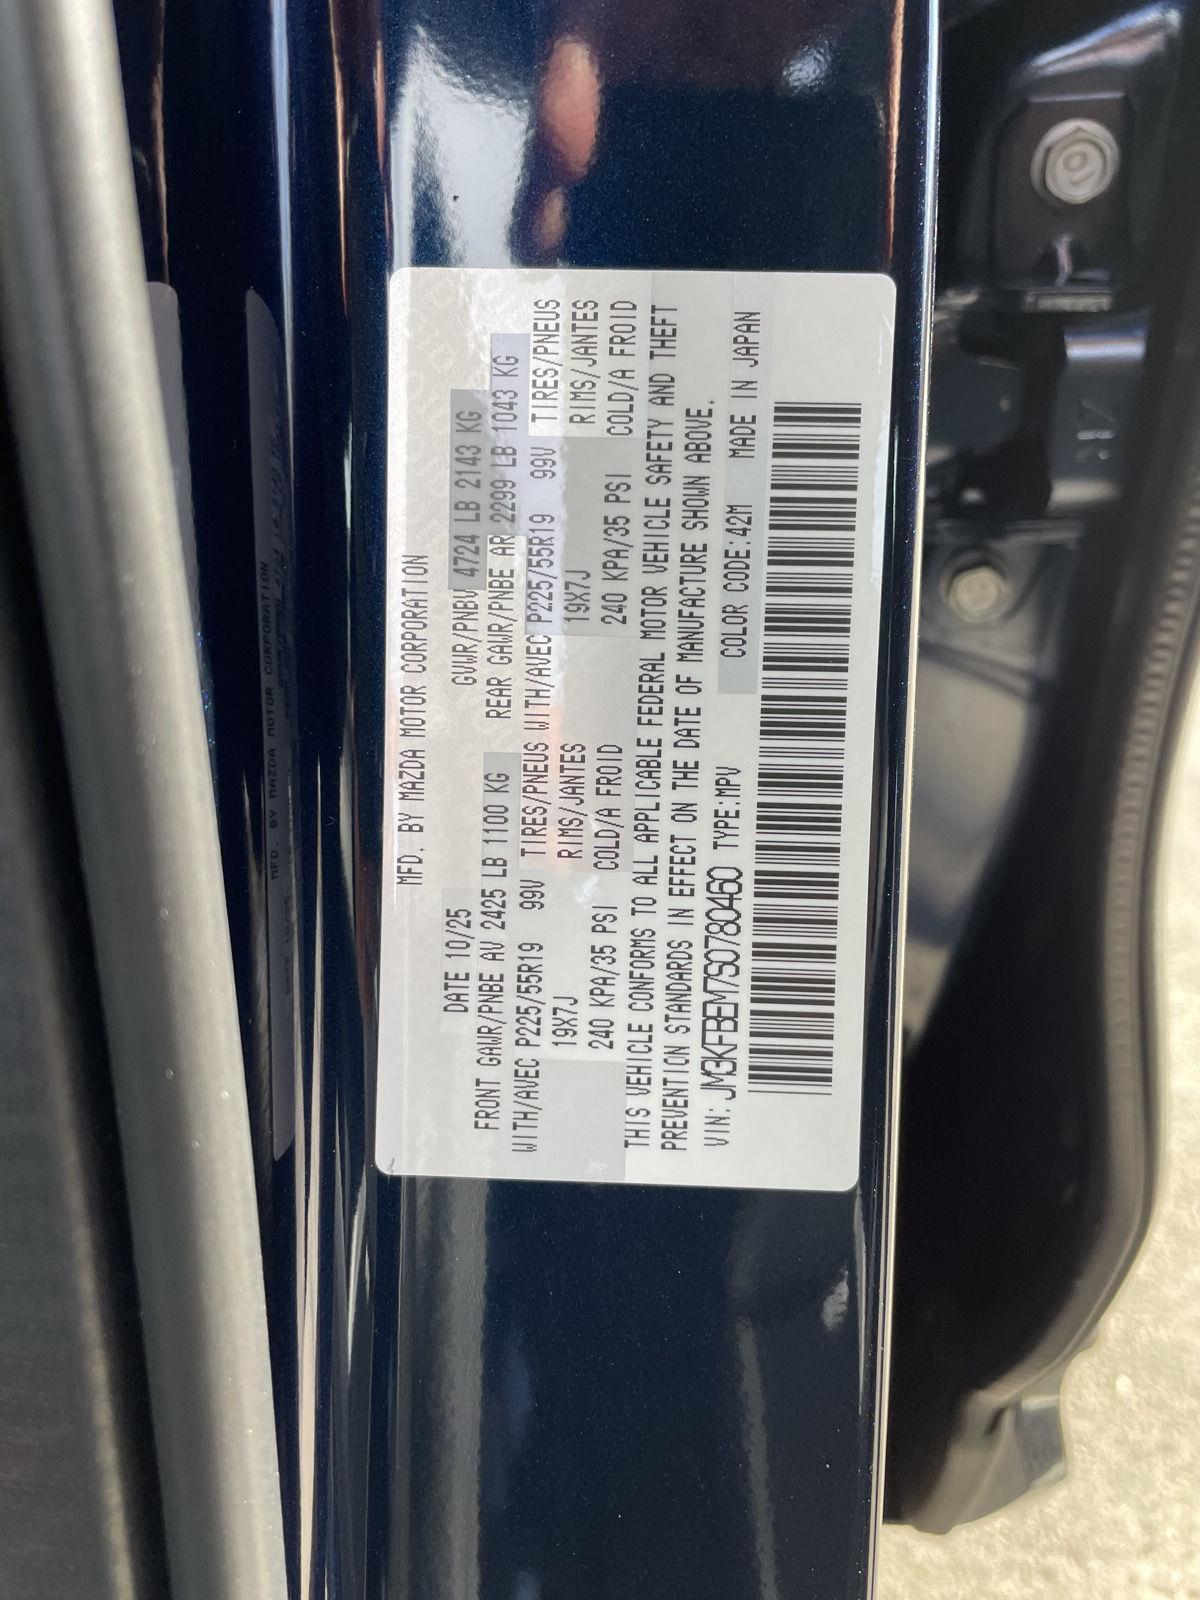 MFD. BY MAZDA MOTOR CORPORATION
DATE 10/25 GVWR/PNBV 4724 LB 2143 KG
FRONT GAWR/PNBE AV 2425 LB 1100 KG REAR GAWR/PNBE AR 2299 LB 1043 KG
WITH/AVEC P225/55R19 99V TIRES/PNEUS WITH/AVEC P225/55R19 99V TIRES/PNEUS
19X7J RIMS/JANTES 19X7J RIMS/JANTES
240 KPA/35 PSI COLD/A FROID 240 KPA/35 PSI COLD/A FROID
THIS VEHICLE CONFORMS TO ALL APPLICABLE FEDERAL MOTOR VEHICLE SAFETY AND THEFT
PREVENTION STANDARDS IN EFFECT ON THE DATE OF MANUFACTURE SHOWN ABOVE.
VIN: JM3KFBEM7S0780460 TYPE:MPV COLOR CODE:42M MADE IN JAPAN